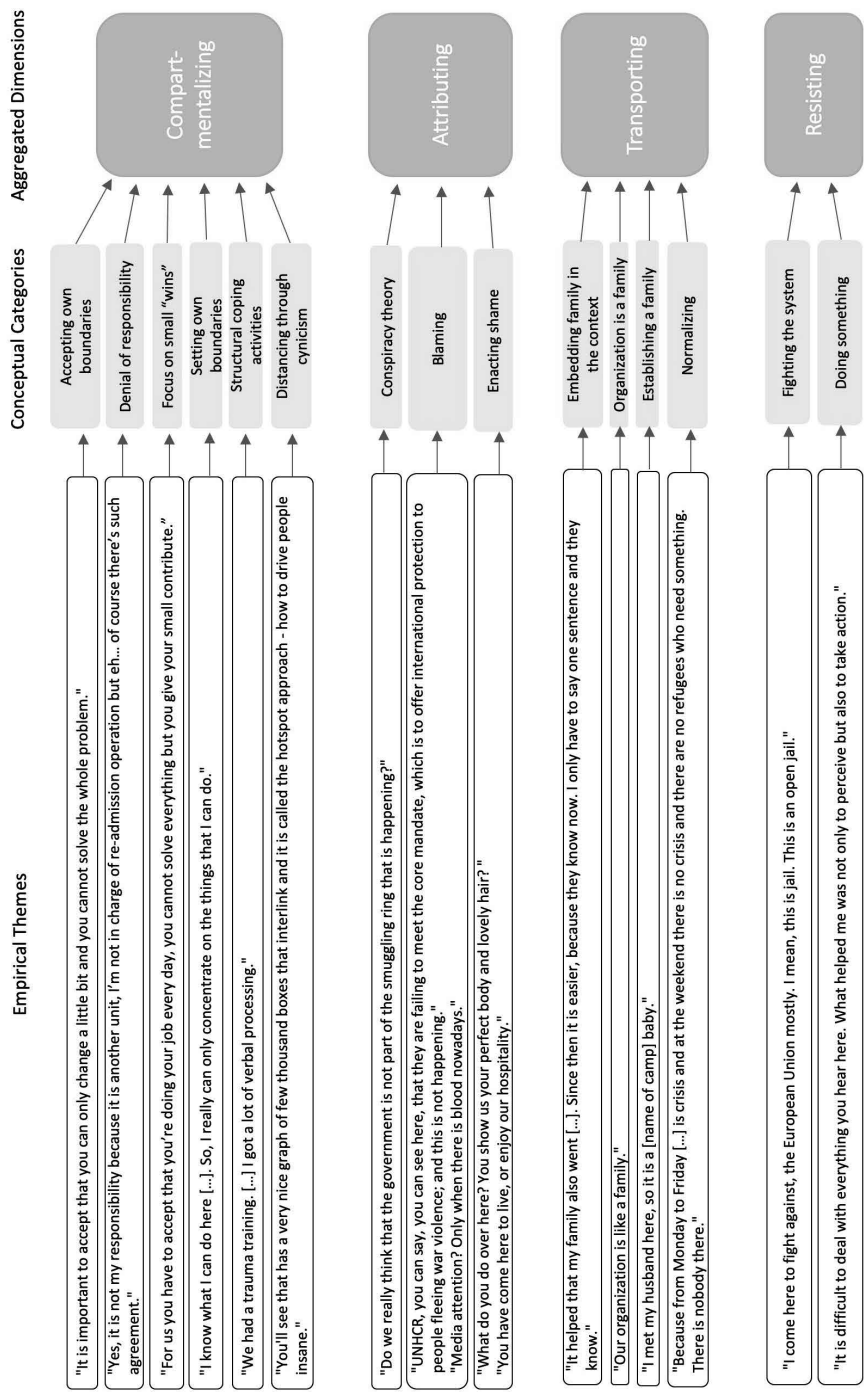 Empirical Themes
Conceptual Categories
Aggregated Dimensions
"It is important to accept that you can only change a little bit and you cannot solve the whole problem."
Accepting own
boundaries
"Yes, it is not my responsibility because it is another unit, I'm not in charge of re-admission operation but eh... of course there's such
agreement."
Denial of responsibility
"For us you have to accept that you're doing your job every day, you cannot solve everything but you give your small contribute."
Focus on small "wins"
"I know what I can do here [...]. So, I really can only concentrate on the things that I can do."
Setting own
boundaries
"We had a trauma training. [...] I got a lot of verbal processing."
Structural coping
activities
"You'll see that has a very nice graph of few thousand boxes that interlink and it is called the hotspot approach - how to drive people
insane."
Distancing through
cynicism
Compart-
mentalizing
"Do we really think that the government is not part of the smuggling ring that is happening?"
Conspiracy theory
"UNHCR, you can say, you can see here, that they are failing to meet the core mandate, which is to offer international protection to
people fleeing war violence; and this is not happening."
"Media attention? Only when there is blood nowadays."
Blaming
"What do you do over here? You show us your perfect body and lovely hair? "
"You have come here to live, or enjoy our hospitality."
Enacting shame
Attributing
"It helped that my family also went [...]. Since then it is easier, because they know now. I only have to say one sentence and they
know."
Embedding family in
the context
"Our organization is like a family."
Organization is a family
"I met my husband here, so it is a [name of camp] baby."
Establishing a family
"Because from Monday to Friday [...] is crisis and at the weekend there is no crisis and there are no refugees who need something.
There is nobody there."
Normalizing
Transporting
"I come here to fight against, the European Union mostly. I mean, this is jail. This is an open jail."
Fighting the system
"It is difficult to deal with everything you hear here. What helped me was not only to perceive but also to take action."
Doing something
Resisting